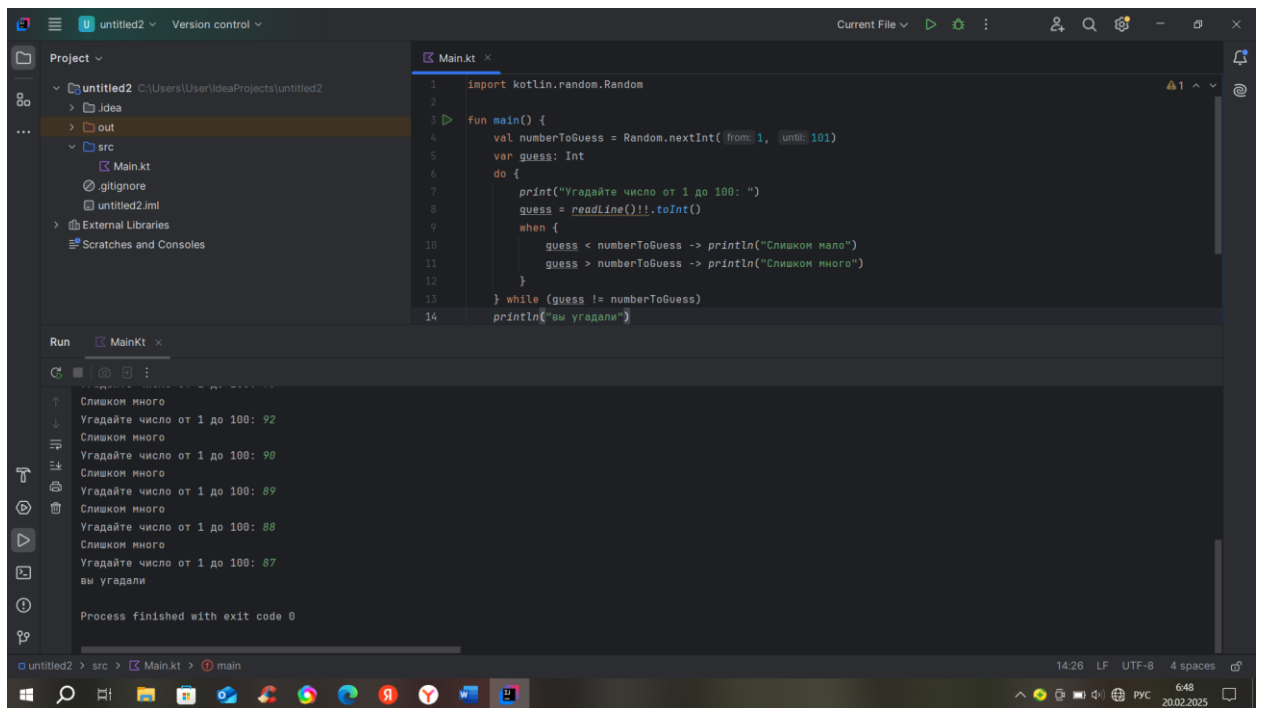 U untitled2 Version control Current File
Project
Main.kt
untitled2 C:\Users\User\IdeaProjects\untitled2
.idea
out
src
Main.kt
.gitignore
untitled2.iml
External Libraries
Scratches and Consoles
1 import kotlin.random.Random 1
2
3 fun main() {
4 val numberToGuess = Random.nextInt( from: 1, until: 101)
5 var guess: Int
6 do {
7 print("Угадайте число от 1 до 100: ")
8 guess = readLine()!!.toInt()
9 when {
10 guess < numberToGuess -> println("Слишком мало")
11 guess > numberToGuess -> println("Слишком много")
12 }
13 } while (guess != numberToGuess)
14 println("вы угадали")
Run MainKt
Слишком много
Угадайте число от 1 до 100: 92
Слишком много
Угадайте число от 1 до 100: 90
Слишком много
Угадайте число от 1 до 100: 89
Слишком много
Угадайте число от 1 до 100: 88
Слишком много
Угадайте число от 1 до 100: 87
вы угадали
Process finished with exit code 0
untitled2 > src > Main.kt > main 14:26 LF UTF-8 4 spaces
РУС 6:48
20.02.2025